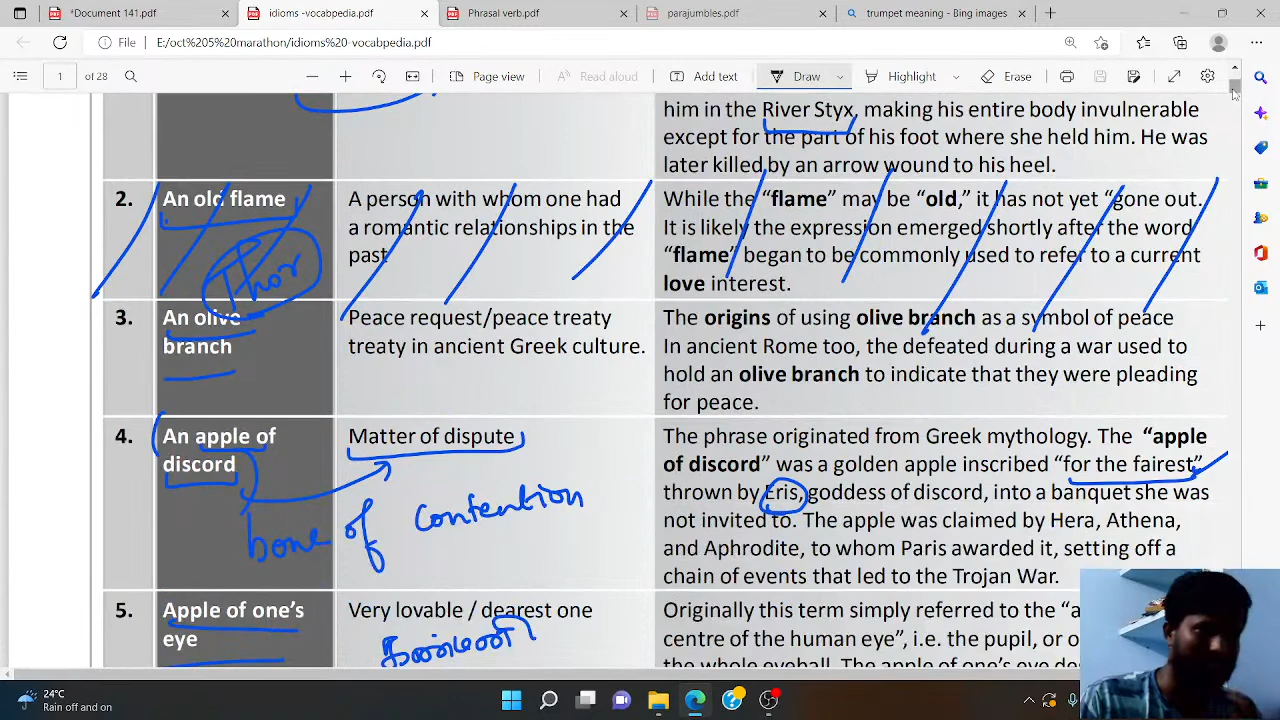 *Document 141.pdf
idioms -vocabpedia.pdf
Phrasal verb.pdf
parajumbles.pdf
trumpet meaning - Bing images
File
E:/oct%205%20marathon/idioms%20-vocabpedia.pdf
1 of 28
Page view
Read aloud
Add text
Draw
Highlight
Erase
him in the River Styx, making his entire body invulnerable
except for the part of his foot where she held him. He was
later killed by an arrow wound to his heel.
2. An old flame
Thor
A person with whom one had
a romantic relationships in the
past
While the “flame” may be “old,” it has not yet “gone out.
It is likely the expression emerged shortly after the word
“flame” began to be commonly used to refer to a current
love interest.
3. An olive
branch
Peace request/peace treaty
treaty in ancient Greek culture.
The origins of using olive branch as a symbol of peace
In ancient Rome too, the defeated during a war used to
hold an olive branch to indicate that they were pleading
for peace.
4. An apple of
discord
Matter of dispute
bone of contention
The phrase originated from Greek mythology. The “apple
of discord” was a golden apple inscribed “for the fairest”
thrown by Eris, goddess of discord, into a banquet she was
not invited to. The apple was claimed by Hera, Athena,
and Aphrodite, to whom Paris awarded it, setting off a
chain of events that led to the Trojan War.
5. Apple of one’s
eye
Very lovable / dearest one
Originally this term simply referred to the “a
centre of the human eye”, i.e. the pupil, or o
the whole eyeball. The apple of one’s eye de
24°C
Rain off and on